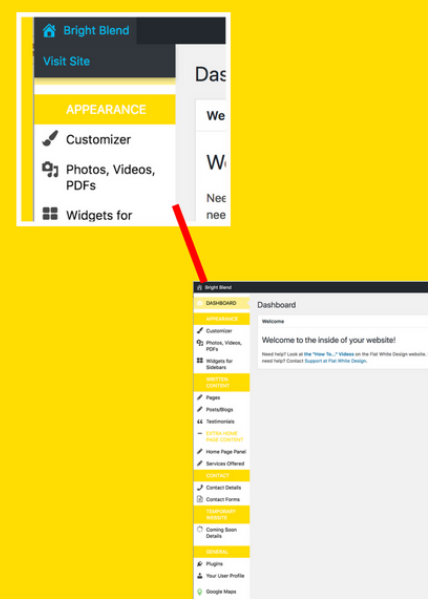 Bright Blend
Visit Site
Das
APPEARANCE
We
Customizer
We
Photos, Videos,
PDFs
Nee
nee
Widgets for
Bright Blend
DASHBOARD
Dashboard
APPEARANCE
Welcome
Customizer
Photos, Videos,
PDFs
Welcome to the inside of your website!
Need help? Look at the "How To..." Videos on the Flat White Design website.
need help? Contact Support at Flat White Design.
Widgets for
Sidebars
WRITTEN
CONTENT
Pages
Posts/Blogs
Testimonials
EXTRA HOME
PAGE CONTENT
Home Page Panel
Services Offered
CONTACT
Contact Details
Contact Forms
TEMPORARY
WEBSITE
Coming Soon
Details
GENERAL
Plugins
Your User Profile
Google Maps